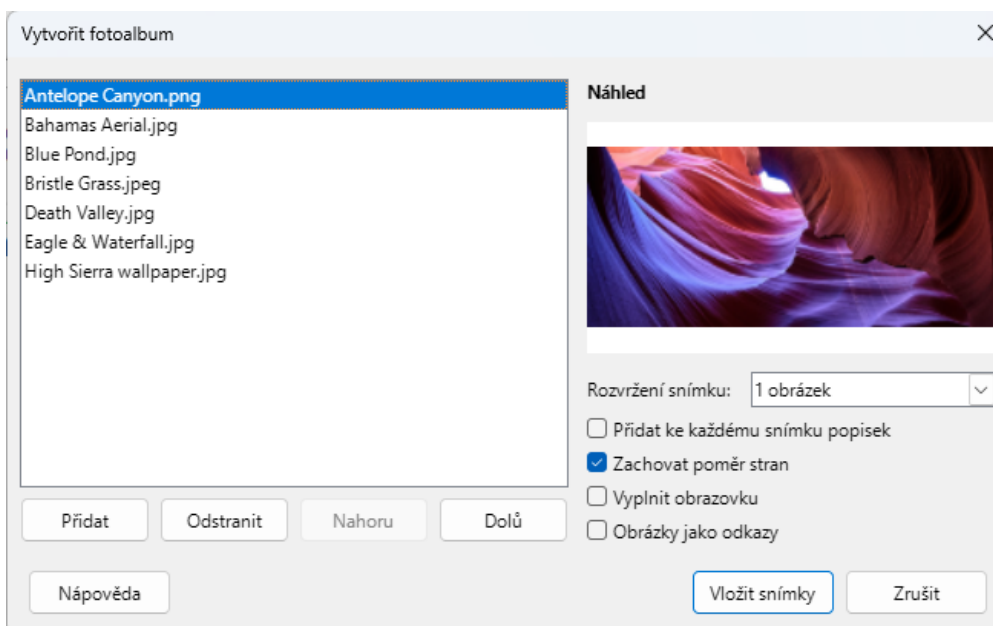 Vytvořit fotoalbum
Antelope Canyon.png
Bahamas Aerial.jpg
Blue Pond.jpg
Bristle Grass.jpeg
Death Valley.jpg
Eagle & Waterfall.jpg
High Sierra wallpaper.jpg
Přidat
Odstranit
Nahoru
Dolů
Náhled
Rozvržení snímku:
1 obrázek
Přidat ke každému snímku popisek
Zachovat poměr stran
Vyplnit obrazovku
Obrázky jako odkazy
Nápověda
Vložit snímky
Zrušit